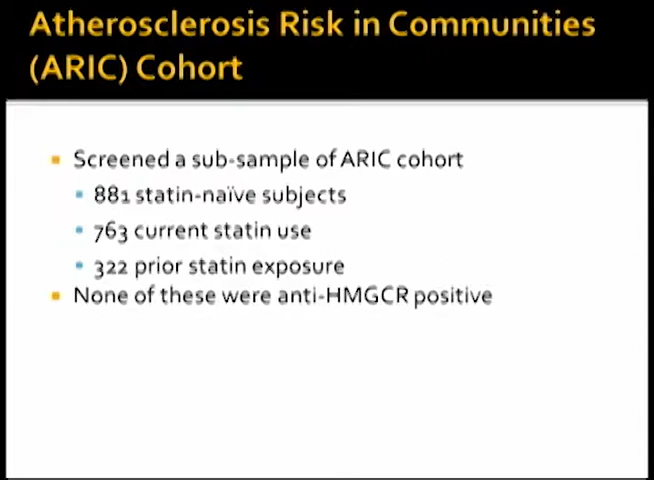 Atherosclerosis Risk in Communities
(ARIC) Cohort
Screened a sub-sample of ARIC cohort
881 statin-naïve subjects
763 current statin use
322 prior statin exposure
None of these were anti-HMGCR positive